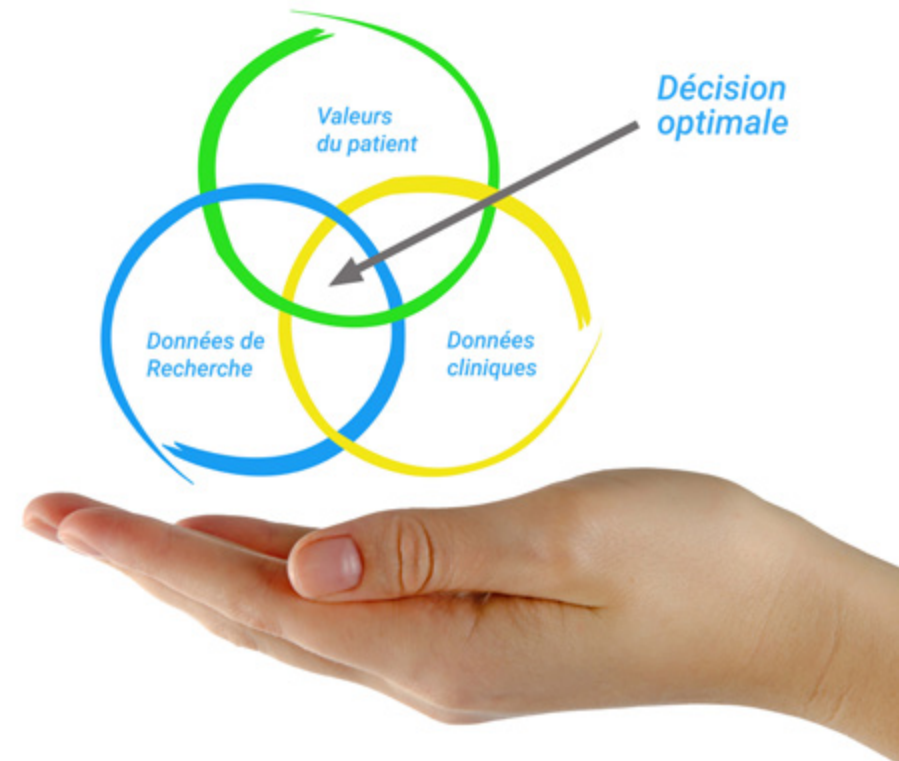 Valeurs
du patient
Décision
optimale
Données de
Recherche
Données
cliniques